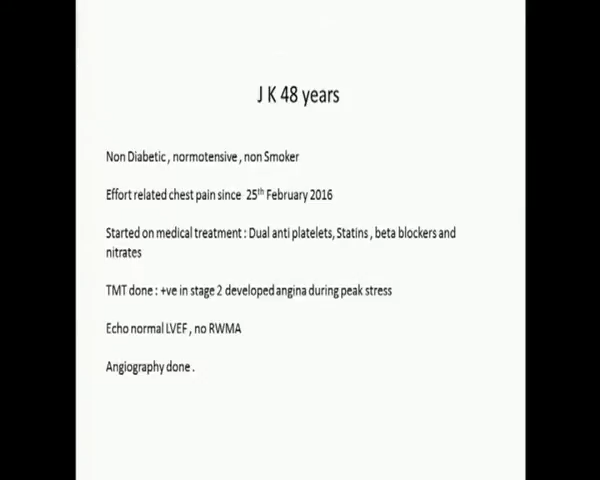 J K 48 years
Non Diabetic , normotensive , non Smoker
Effort related chest pain since 25th February 2016
Started on medical treatment : Dual anti platelets, Statins , beta blockers and
nitrates
TMT done : +ve in stage 2 developed angina during peak stress
Echo normal LVEF , no RWMA
Angiography done .